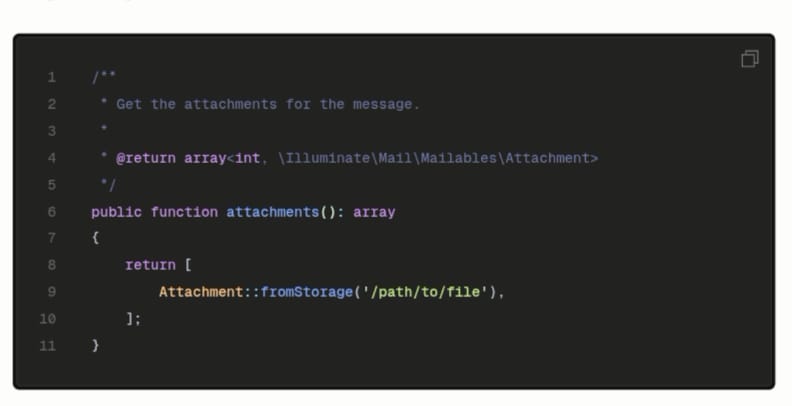 1 /**
2 * Get the attachments for the message.
3 *
4 * @return array<int, \Illuminate\Mail\Mailables\Attachment>
5 */
6 public function attachments(): array
7 {
8 return [
9 Attachment::fromStorage('/path/to/file'),
10 ];
11 }